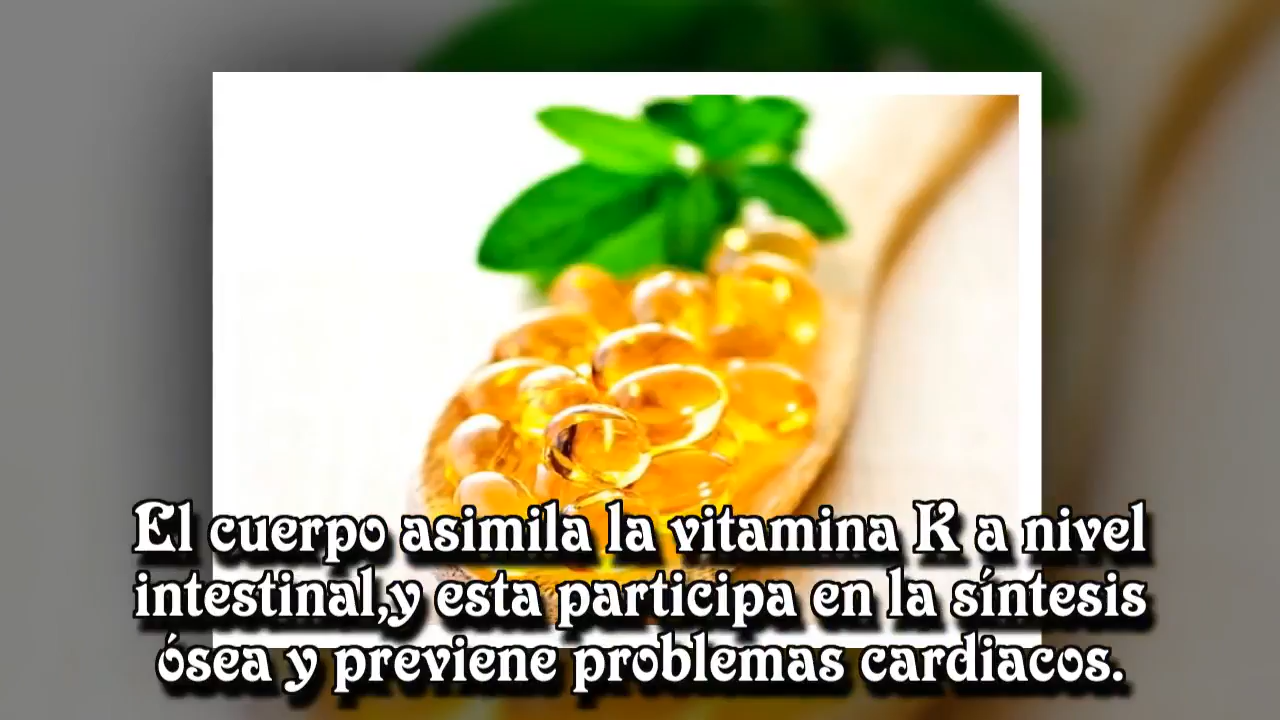 El cuerpo asimila la vitamina K a nivel
intestinal,y esta participa en la síntesis
ósea y previene problemas cardiacos.